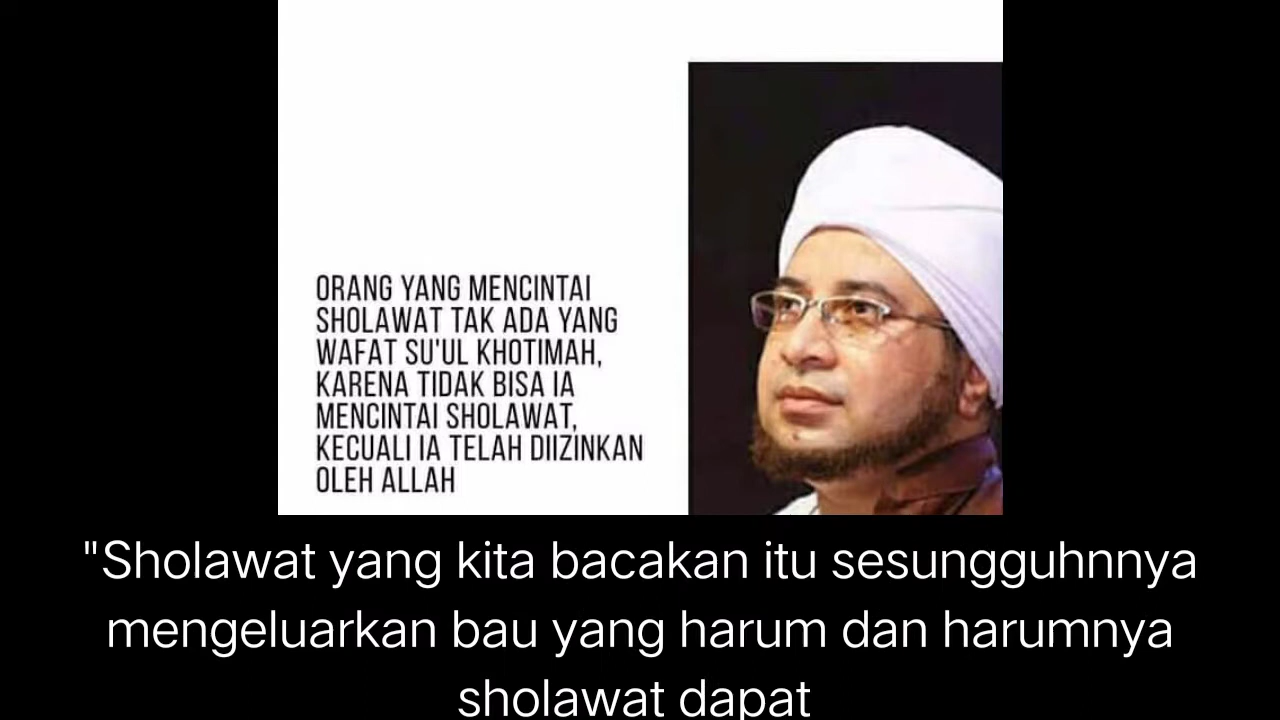 ORANG YANG MENCINTAI
SHOLAWAT TAK ADA YANG
WAFAT SU'UL KHOTIMAH,
KARENA TIDAK BISA IA
MENCINTAI SHOLAWAT,
KECUALI IA TELAH DIIZINKAN
OLEH ALLAH
"Sholawat yang kita bacakan itu sesungguhnnya
mengeluarkan bau yang harum dan harumnya
sholawat dapat